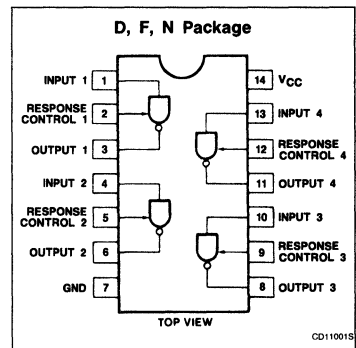 D, F, N Package
INPUT 1 1
RESPONSE CONTROL 1 2
OUTPUT 1 3
INPUT 2 4
RESPONSE CONTROL 2 5
OUTPUT 2 6
GND 7
14 VCC
13 INPUT 4
12 RESPONSE CONTROL 4
11 OUTPUT 4
10 INPUT 3
9 RESPONSE CONTROL 3
8 OUTPUT 3
TOP VIEW
CD11001S